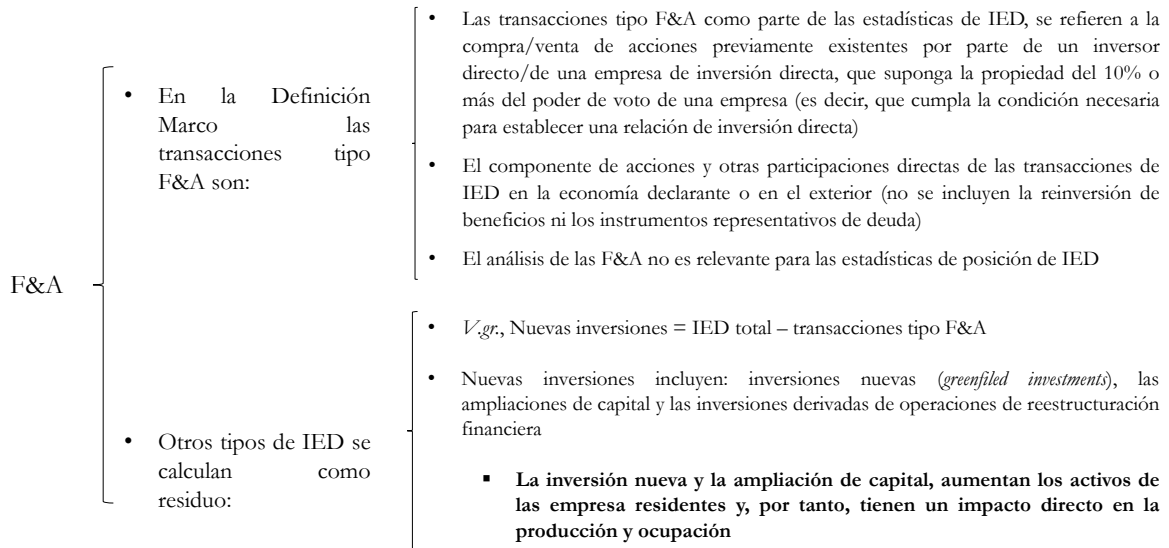 F&A
• En la Definición
Marco las
transacciones tipo
F&A son:
• Las transacciones tipo F&A como parte de las estadísticas de IED, se refieren a la
compra/venta de acciones previamente existentes por parte de un inversor
directo/de una empresa de inversión directa, que suponga la propiedad del 10% o
más del poder de voto de una empresa (es decir, que cumpla la condición necesaria
para establecer una relación de inversión directa)
• El componente de acciones y otras participaciones directas de las transacciones de
IED en la economía declarante o en el exterior (no se incluyen la reinversión de
beneficios ni los instrumentos representativos de deuda)
• El análisis de las F&A no es relevante para las estadísticas de posición de IED
• Otros tipos de IED se
calculan como
residuo:
• V.gr., Nuevas inversiones = IED total – transacciones tipo F&A
• Nuevas inversiones incluyen: inversiones nuevas (greenfiled investments), las
ampliaciones de capital y las inversiones derivadas de operaciones de reestructuración
financiera
▪ La inversión nueva y la ampliación de capital, aumentan los activos de
las empresa residentes y, por tanto, tienen un impacto directo en la
producción y ocupación